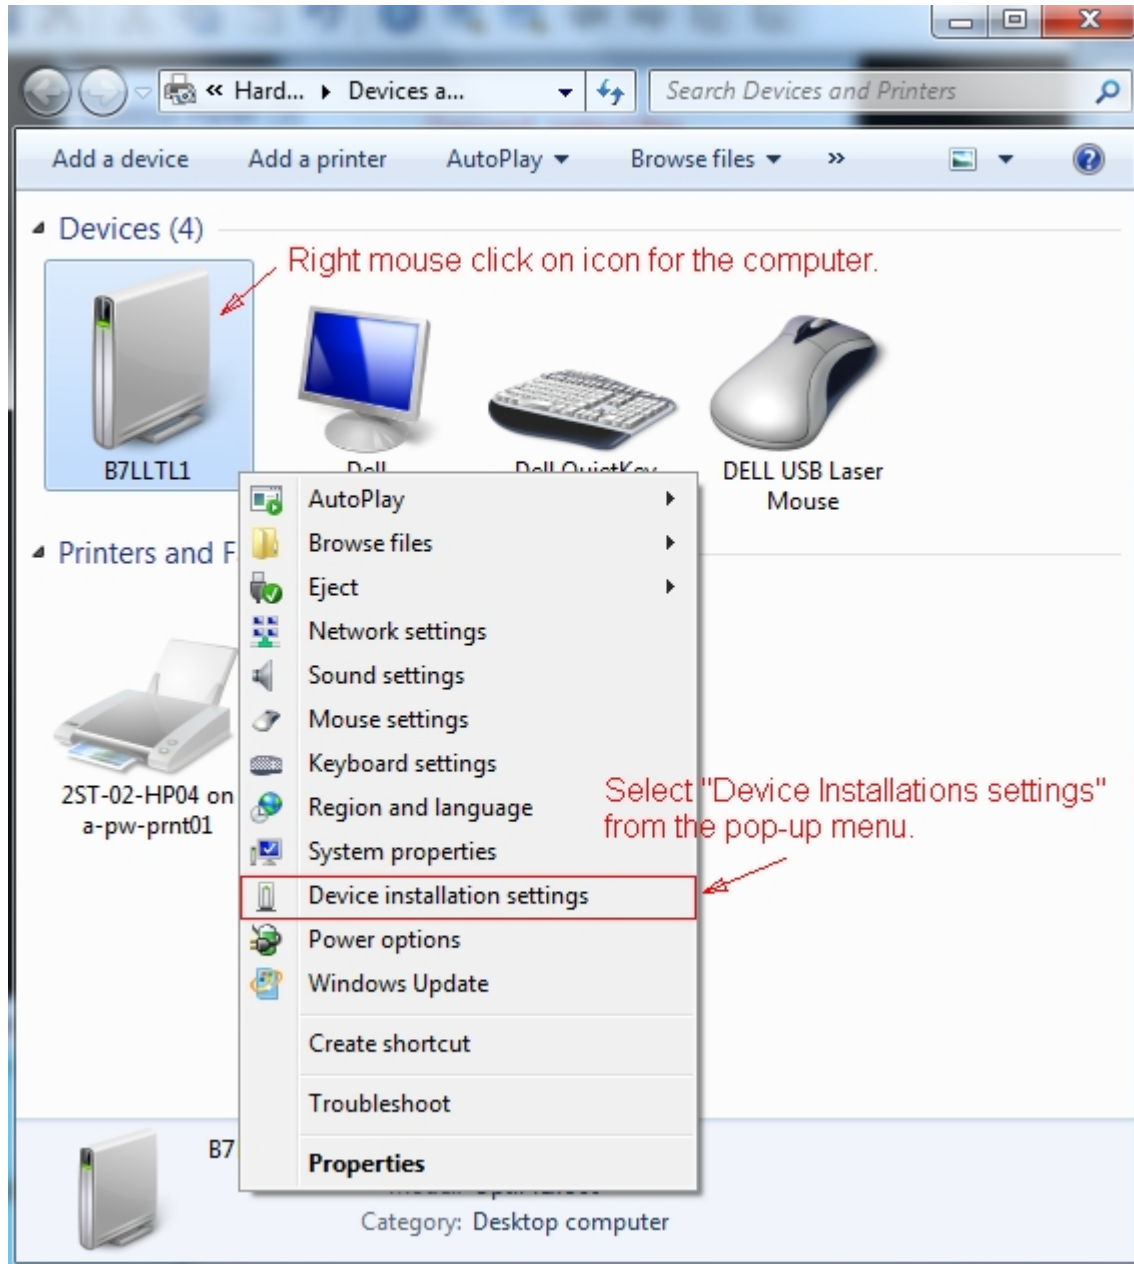 « Hard... ▸ Devices a...
Search Devices and Printers
Add a device Add a printer AutoPlay Browse files »
Devices (4)
Right mouse click on icon for the computer.
B7LLTL1
Dell
Dell QuietKey
DELL USB Laser
Mouse
Printers and F
2ST-02-HP04 on
a-pw-prnt01
AutoPlay
Browse files
Eject
Network settings
Sound settings
Mouse settings
Keyboard settings
Region and language
System properties
Device installation settings
Power options
Windows Update
Create shortcut
Troubleshoot
Properties
Select "Device Installations settings"
from the pop-up menu.
B7
Category: Desktop computer